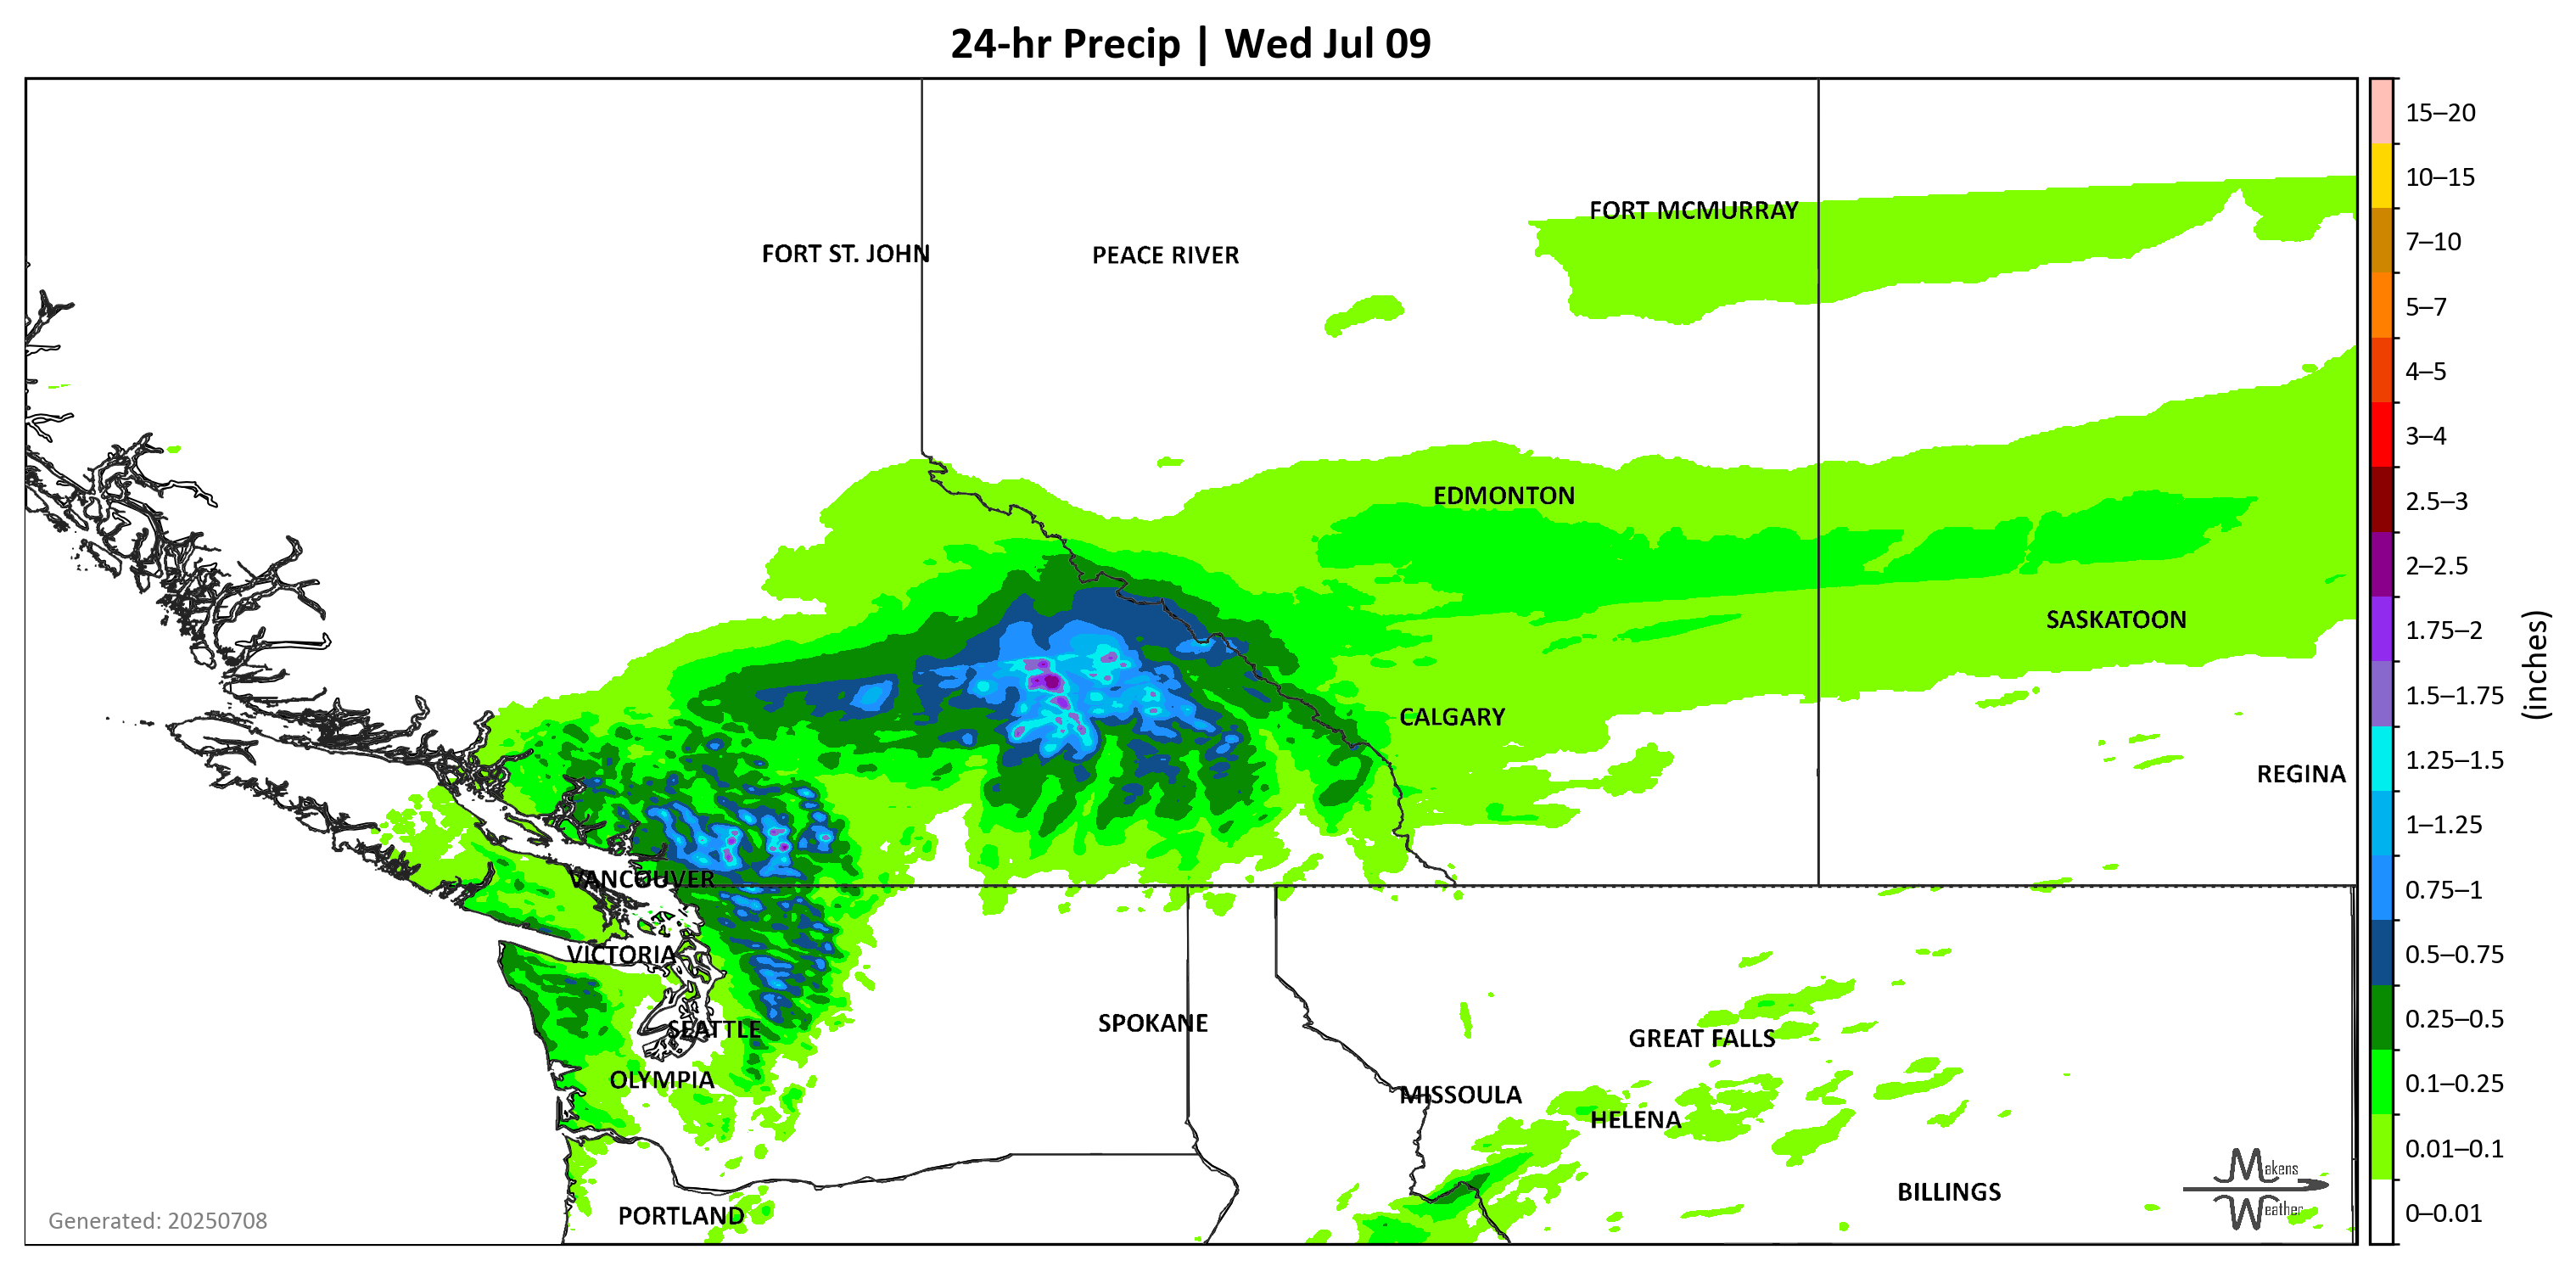 24-hr Precip | Wed Jul 09
15–20
10–15
FORT MCMURRAY
FORT ST. JOHN
PEACE RIVER
7–10
5–7
4–5
3–4
EDMONTON
2.5–3
2–2.5
SASKATOON
1.75–2
(inches)
1.5–1.75
CALGARY
1.25–1.5
REGINA
1–1.25
VANCOUVER
0.75–1
VICTORIA
0.5–0.75
SPOKANE
SEATTLE
GREAT FALLS
0.25–0.5
OLYMPIA
MISSOULA
0.1–0.25
HELENA
0.01–0.1
Makens
Weather
BILLINGS
PORTLAND
Generated: 20250708
0–0.01